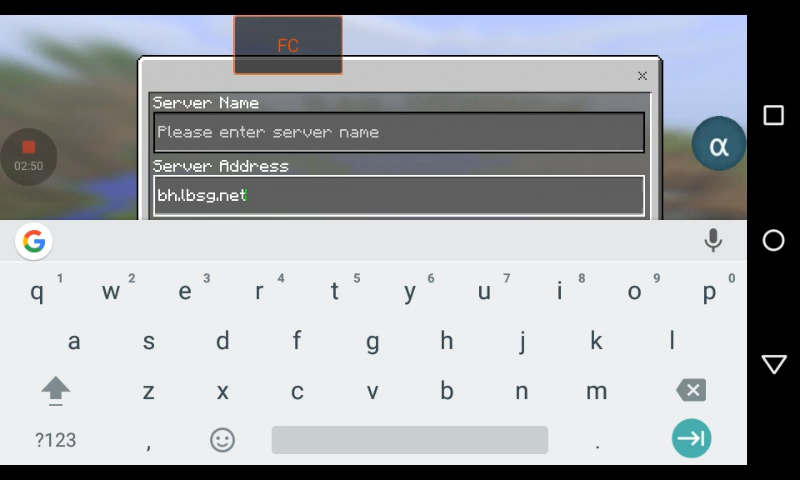 FC
×
Server Name
Please enter server name
02:50
α
Server Address
bh.lbsg.net
G
q 1 w 2 e 3 r 4 t 5 y 6 u 7 i 8 o 9 p 0
a s d f g h j k l
z x c v b n m
?123 , .